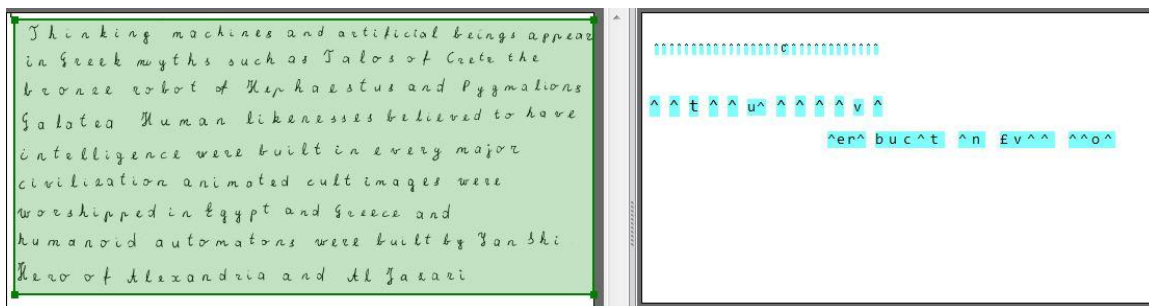 Thinking machines and artificial beings appear
in Greek myths such as Talos of Crete the
bronze robot of Hephaestus and Pygmalions
Galatea Human likenesses believed to have
intelligence were built in every major
civilization animated cult images were
worshipped in Egypt and Greece and
humanoid automatons were built by Yan Shi
Hero of Alexandria and Al Jazari
^^^^^^^^^^^^^^^^^c^^^^^^^^^^^^
^ ^ t ^ ^ u^ ^ ^ ^ ^ v ^
^er^ buc^t ^n £v^^ ^^o^